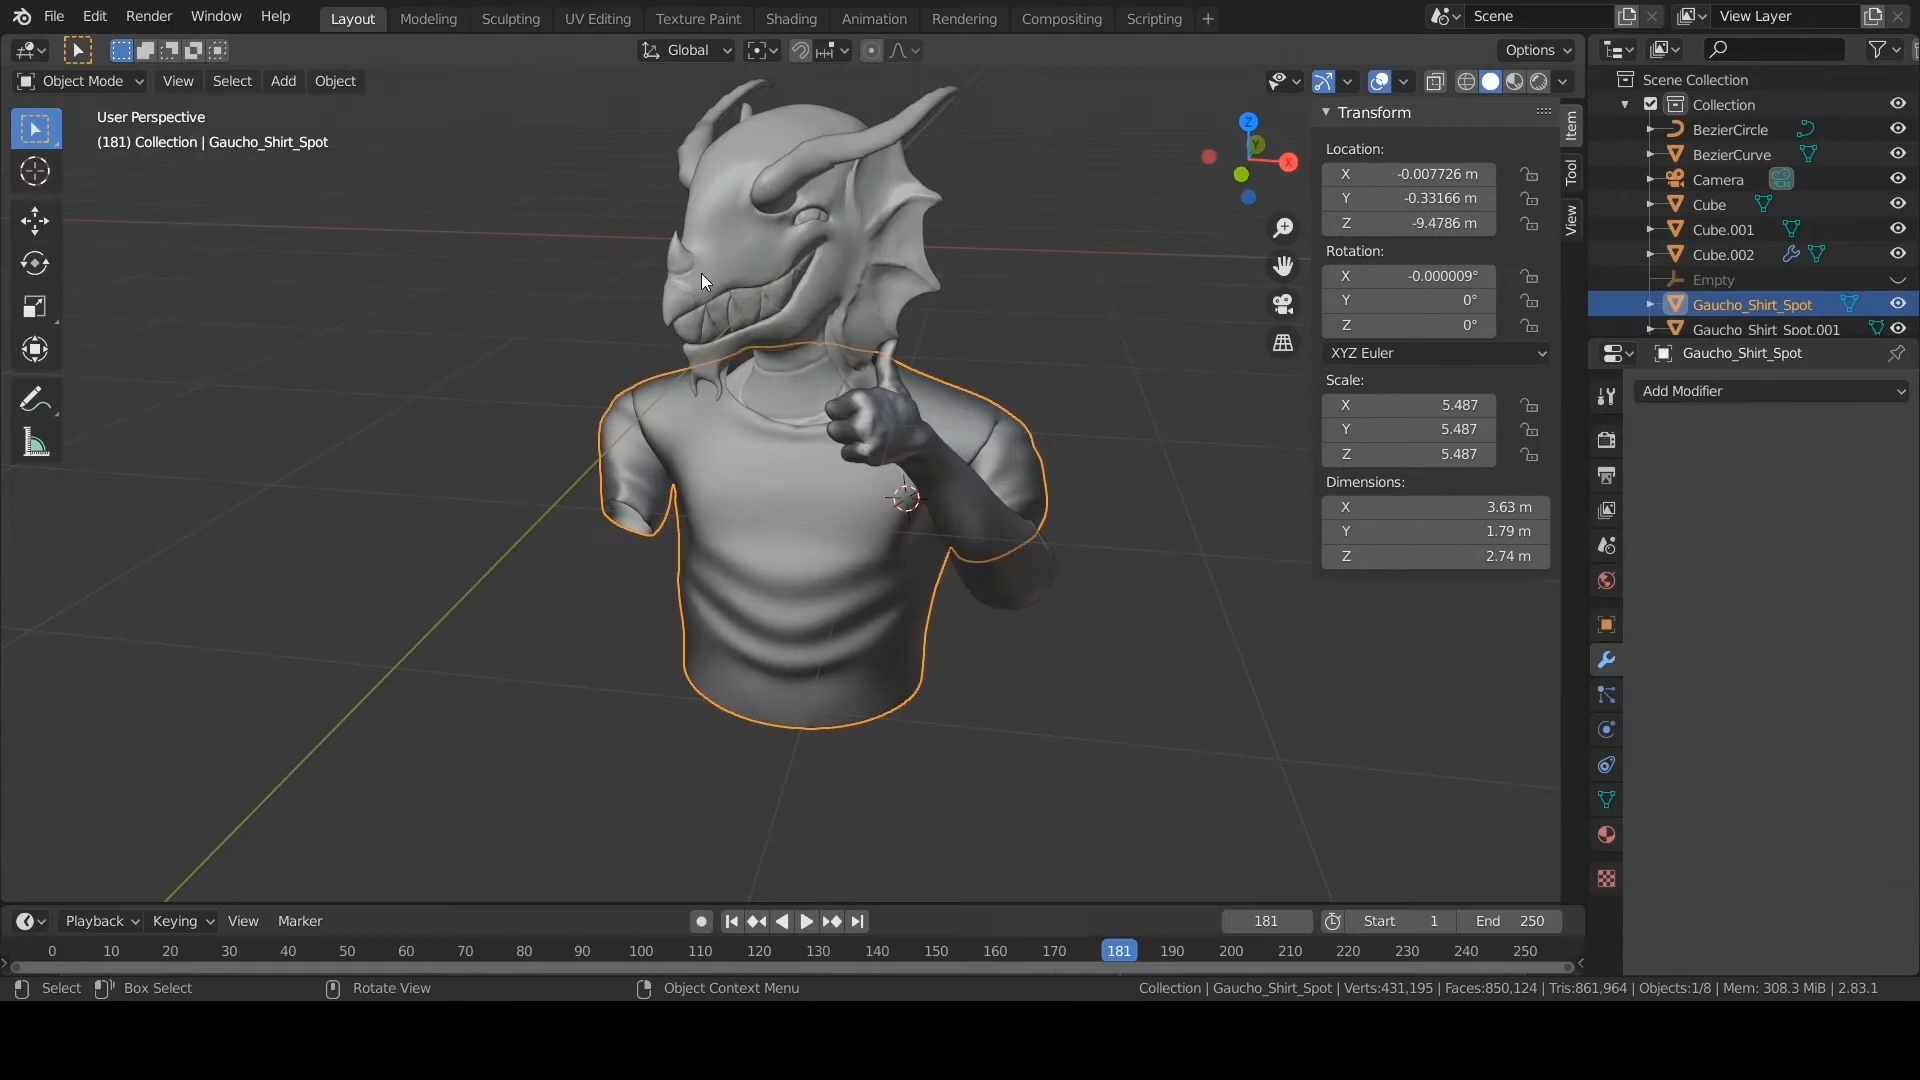 File Edit Render Window Help Layout Modeling Sculpting UV Editing Texture Paint Shading Animation Rendering Compositing Scripting + Scene View Layer
Global Options
Object Mode View Select Add Object
User Perspective
(181) Collection | Gaucho_Shirt_Spot
Z
Y
X
Transform
Location:
X -0.007726 m
Y -0.33166 m
Z -9.4786 m
Rotation:
X -0.000009°
Y 0°
Z 0°
XYZ Euler
Scale:
X 5.487
Y 5.487
Z 5.487
Dimensions:
X 3.63 m
Y 1.79 m
Z 2.74 m
Item
Tool
View
Scene Collection
Collection
BezierCircle
BezierCurve
Camera
Cube
Cube.001
Cube.002
Empty
Gaucho_Shirt_Spot
Gaucho_Shirt_Spot.001
Gaucho_Shirt_Spot
Add Modifier
Playback Keying View Marker 181 Start 1 End 250
0 10 20 30 40 50 60 70 80 90 100 110 120 130 140 150 160 170 181 190 200 210 220 230 240 250
Select Box Select Rotate View Object Context Menu Collection | Gaucho_Shirt_Spot | Verts:431,195 | Faces:850,124 | Tris:861,964 | Objects:1/8 | Mem: 308.3 MiB | 2.83.1